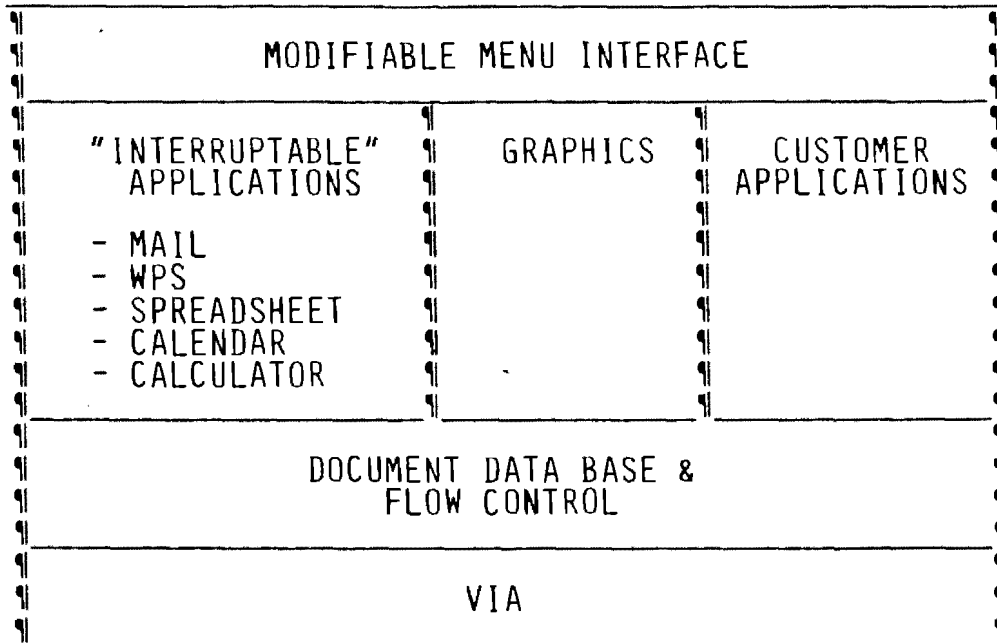 MODIFIABLE MENU INTERFACE
"INTERRUPTABLE"
APPLICATIONS
- MAIL
- WPS
- SPREADSHEET
- CALENDAR
- CALCULATOR
GRAPHICS
CUSTOMER
APPLICATIONS
DOCUMENT DATA BASE &
FLOW CONTROL
VIA